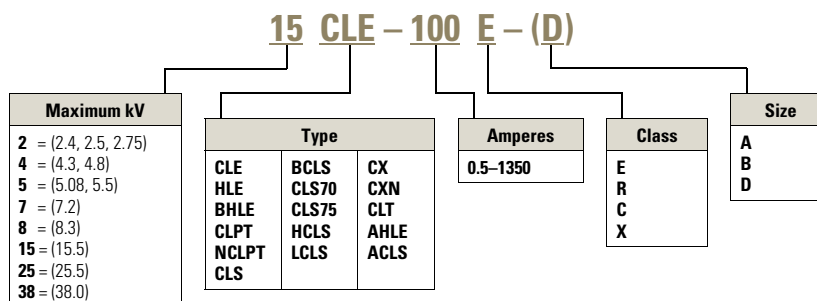 15 CLE – 100 E – (D)
Maximum kV
2 = (2.4, 2.5, 2.75)
4 = (4.3, 4.8)
5 = (5.08, 5.5)
7 = (7.2)
8 = (8.3)
15 = (15.5)
25 = (25.5)
38 = (38.0)
Type
CLE BCLS CX
HLE CLS70 CXN
BHLE CLS75 CLT
CLPT HCLS AHLE
NCLPT LCLS ACLS
CLS
Amperes
0.5–1350
Class
E
R
C
X
Size
A
B
D